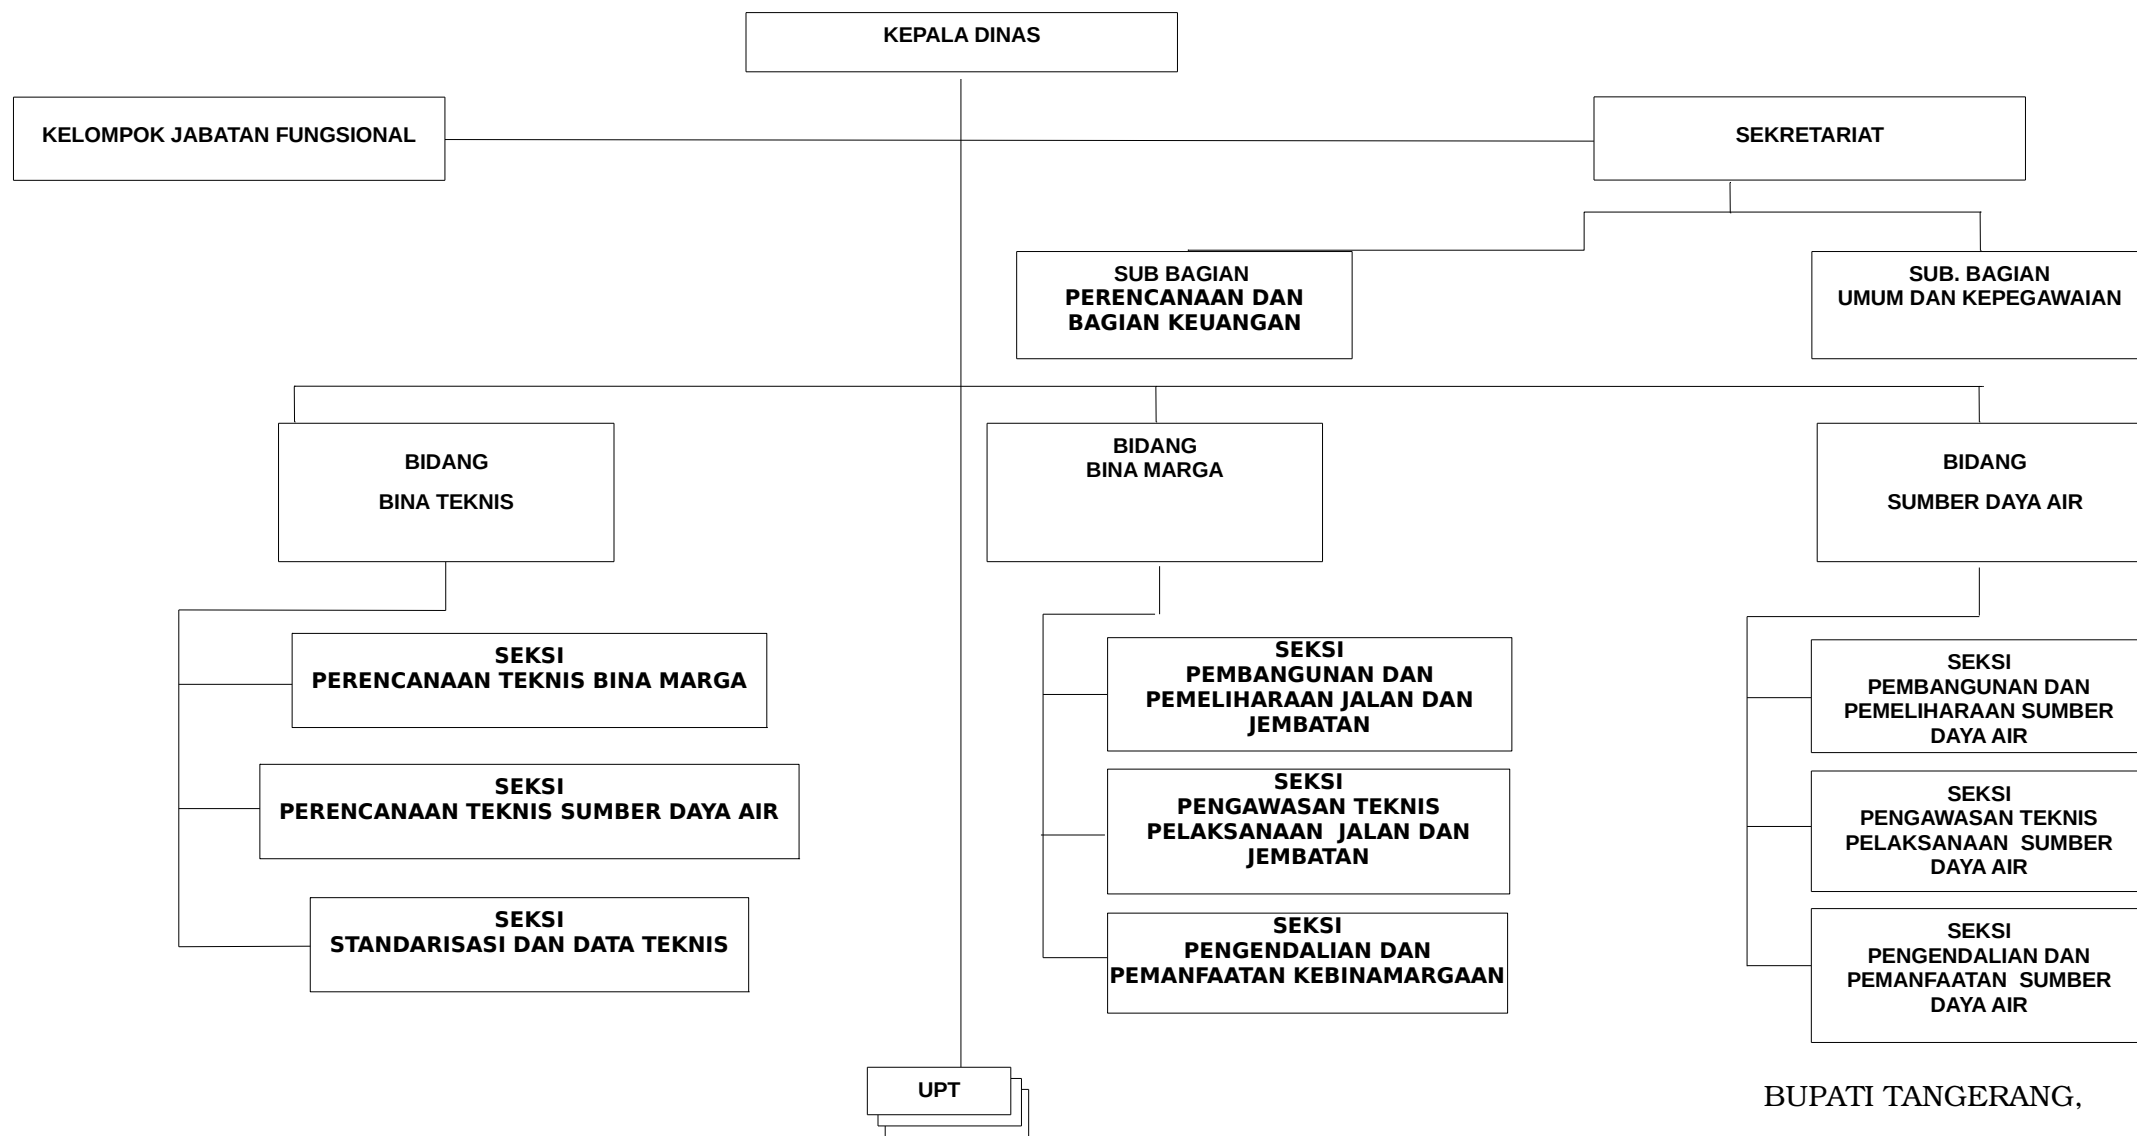 KEPALA DINAS
KELOMPOK JABATAN FUNGSIONAL
SEKRETARIAT
SUB BAGIAN
PERENCANAAN DAN
BAGIAN KEUANGAN
SUB. BAGIAN
UMUM DAN KEPEGAWAIAN
BIDANG
BINA TEKNIS
BIDANG
BINA MARGA
BIDANG
SUMBER DAYA AIR
SEKSI
PERENCANAAN TEKNIS BINA MARGA
SEKSI
PERENCANAAN TEKNIS SUMBER DAYA AIR
SEKSI
STANDARISASI DAN DATA TEKNIS
SEKSI
PEMBANGUNAN DAN
PEMELIHARAAN JALAN DAN
JEMBATAN
SEKSI
PENGAWASAN TEKNIS
PELAKSANAAN JALAN DAN
JEMBATAN
SEKSI
PENGENDALIAN DAN
PEMANFAATAN KEBINAMARGAAN
SEKSI
PEMBANGUNAN DAN
PEMELIHARAAN SUMBER
DAYA AIR
SEKSI
PENGAWASAN TEKNIS
PELAKSANAAN SUMBER
DAYA AIR
SEKSI
PENGENDALIAN DAN
PEMANFAATAN SUMBER
DAYA AIR
UPT
BUPATI TANGERANG,